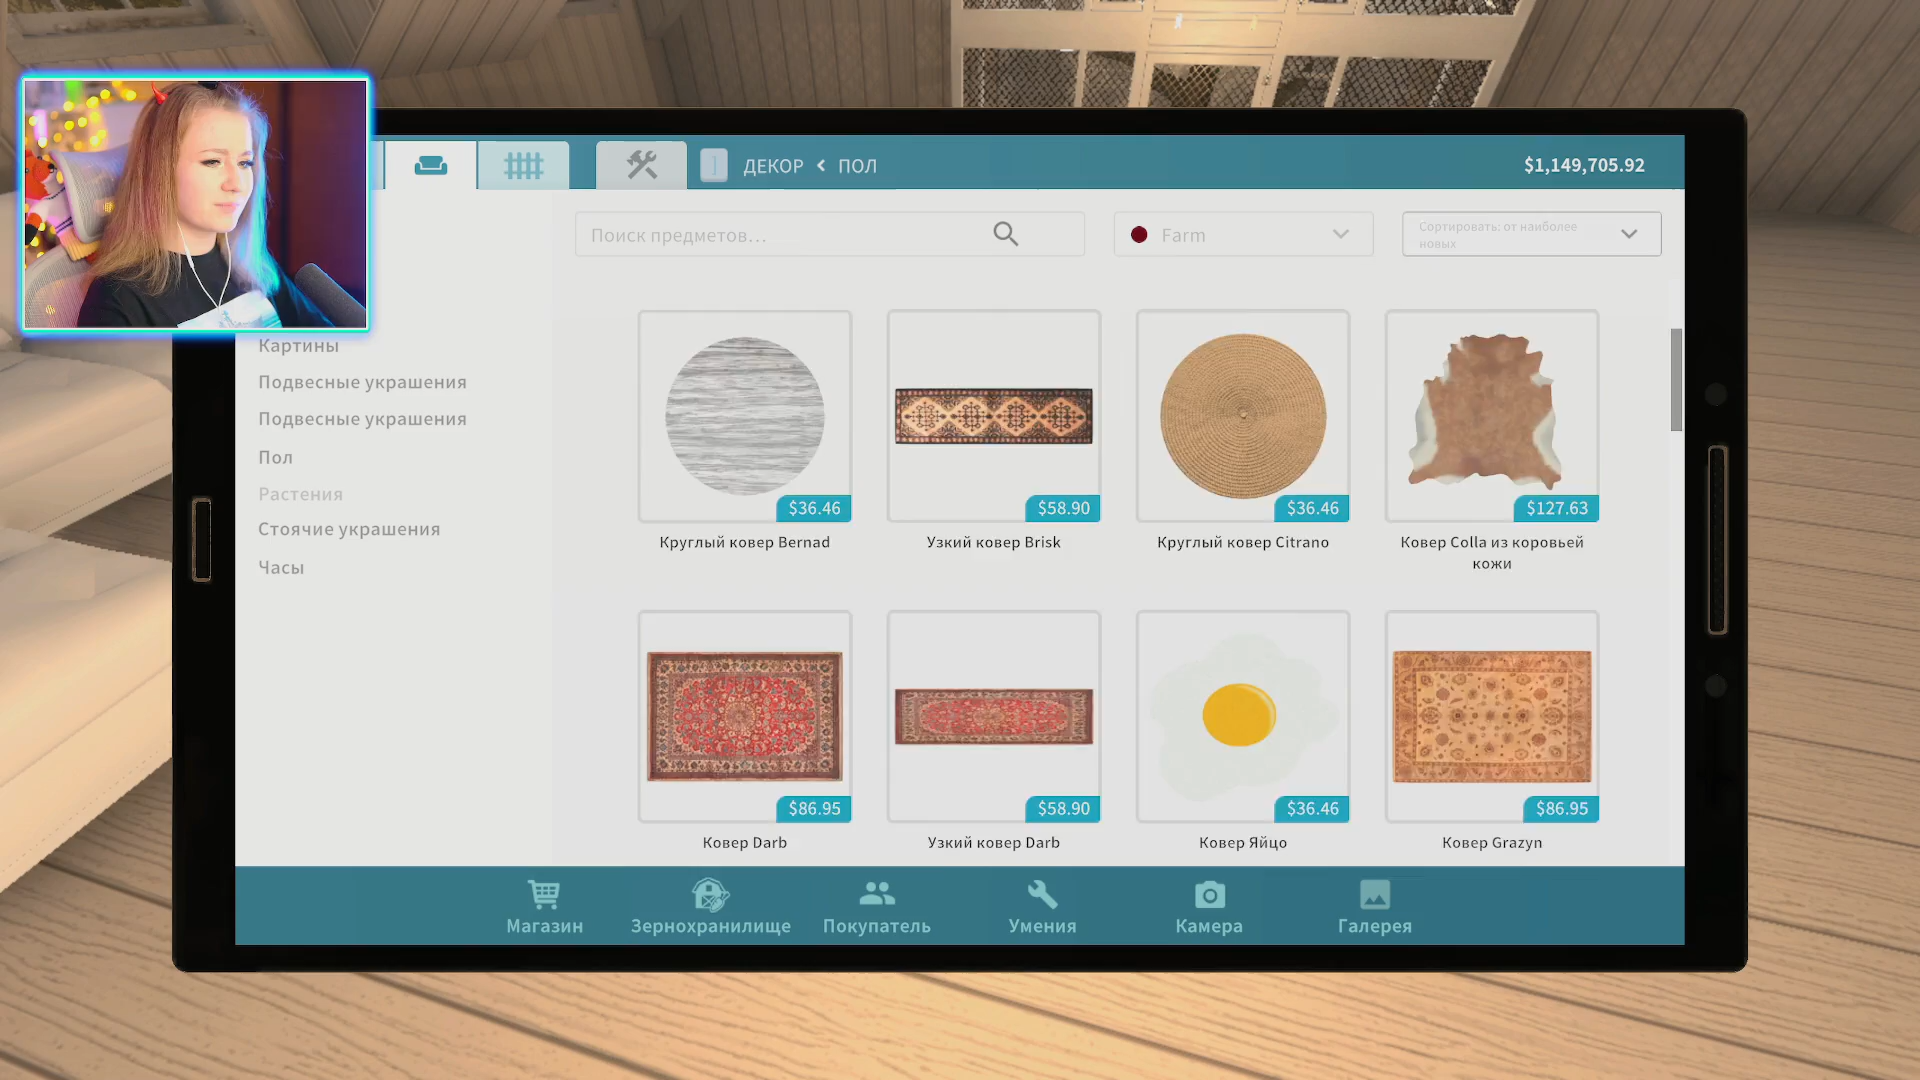 ДЕКОР < ПОЛ
$1,149,705.92
Поиск предметов...
Farm
Сортировать: от наиболее
новых
Картины
Подвесные украшения
Подвесные украшения
Пол
Растения
Стоячие украшения
Часы
$36.46
$58.90
$36.46
$127.63
Круглый ковер Bernad
Узкий ковер Brisk
Круглый ковер Citrano
Ковер Colla из коровьей
кожи
$86.95
$58.90
$36.46
$86.95
Ковер Darb
Узкий ковер Darb
Ковер Яйцо
Ковер Grazyn
Магазин
Зернохранилище
Покупатель
Умения
Камера
Галерея